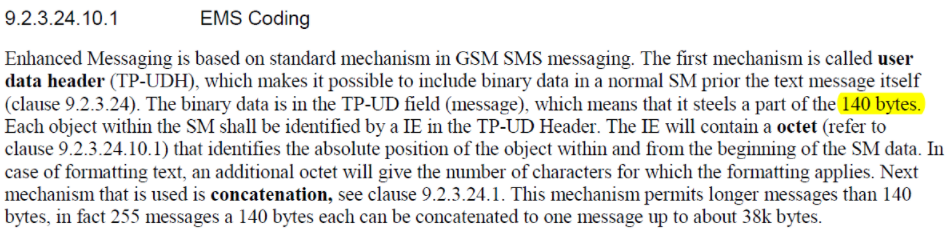 9.2.3.24.10.1 EMS Coding
Enhanced Messaging is based on standard mechanism in GSM SMS messaging. The first mechanism is called user
data header (TP-UDH), which makes it possible to include binary data in a normal SM prior the text message itself
(clause 9.2.3.24). The binary data is in the TP-UD field (message), which means that it steels a part of the 140 bytes.
Each object within the SM shall be identified by a IE in the TP-UD Header. The IE will contain a octet (refer to
clause 9.2.3.24.10.1) that identifies the absolute position of the object within and from the beginning of the SM data. In
case of formatting text, an additional octet will give the number of characters for which the formatting applies. Next
mechanism that is used is concatenation, see clause 9.2.3.24.1. This mechanism permits longer messages than 140
bytes, in fact 255 messages a 140 bytes each can be concatenated to one message up to about 38k bytes.